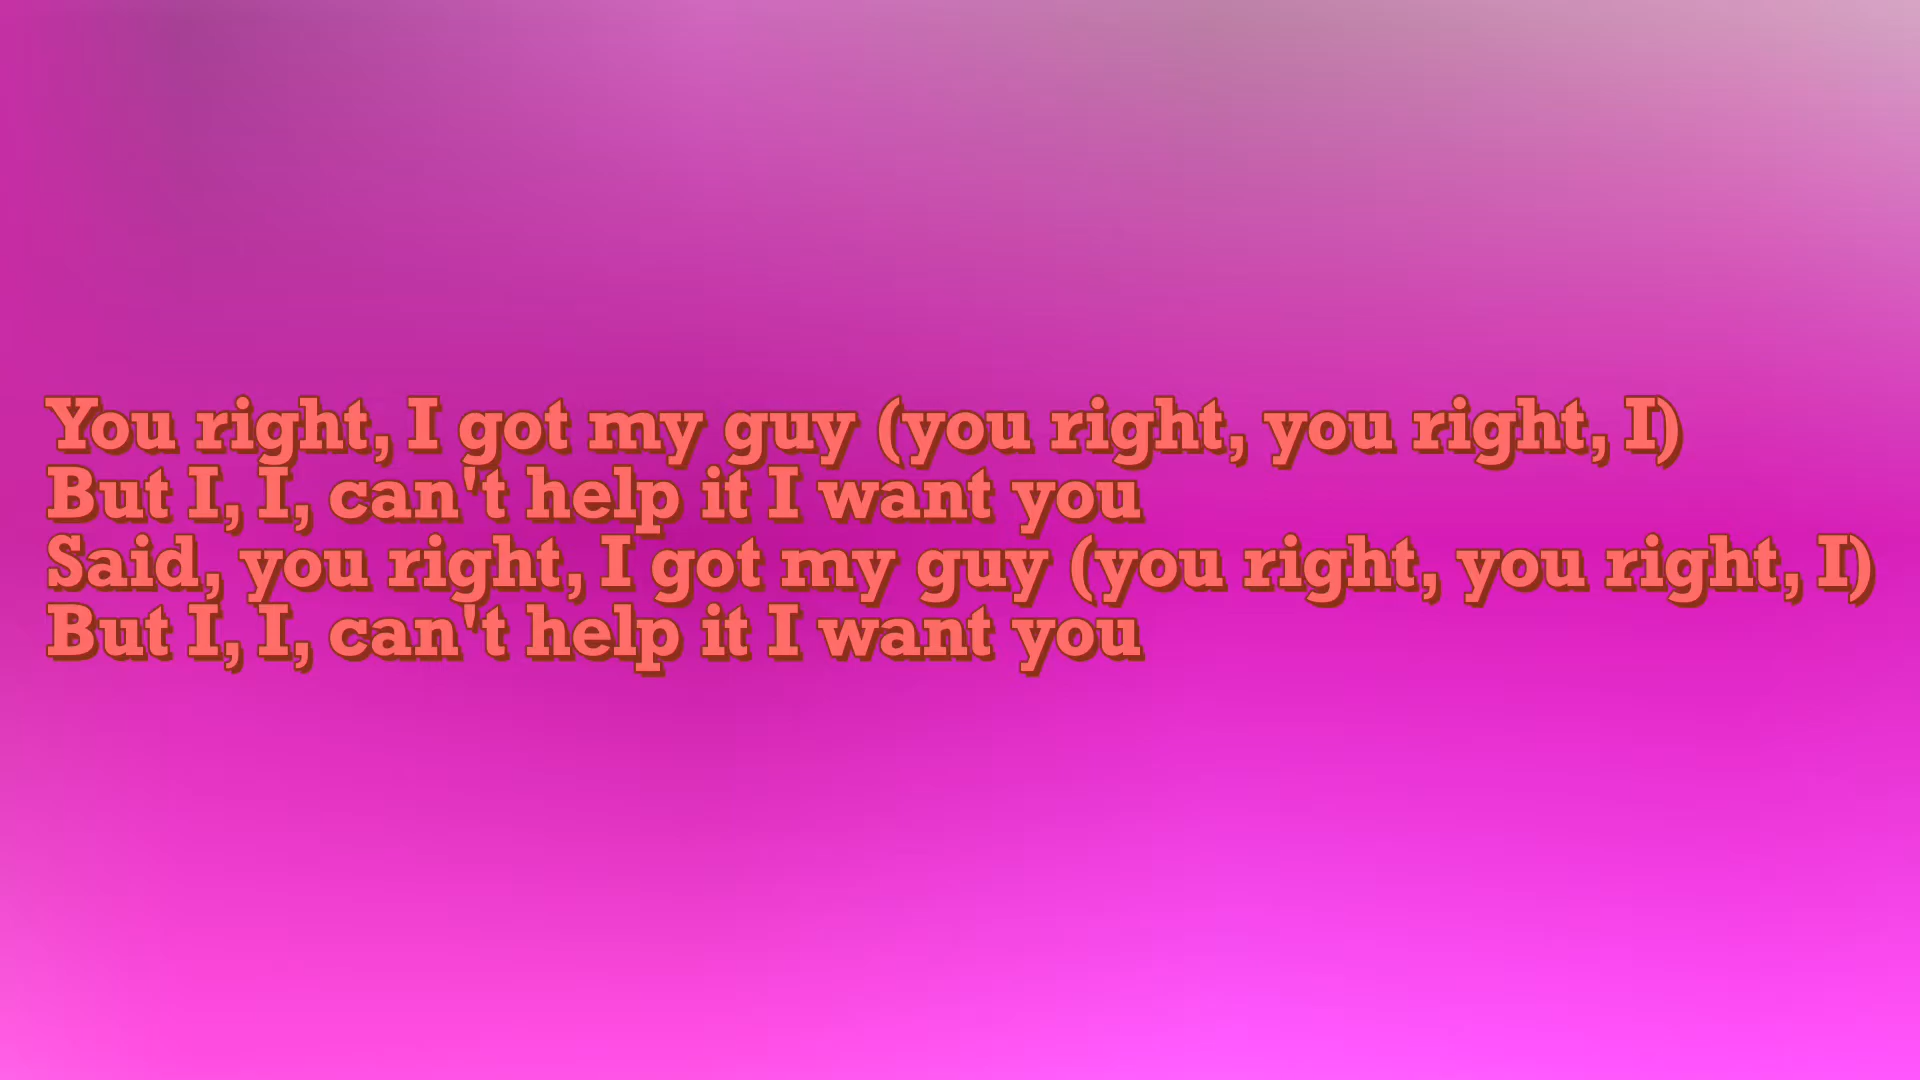 You right, I got my guy (you right, you right, I)
But I, I, can't help it I want you
Said, you right, I got my guy (you right, you right, I)
But I, I, can't help it I want you